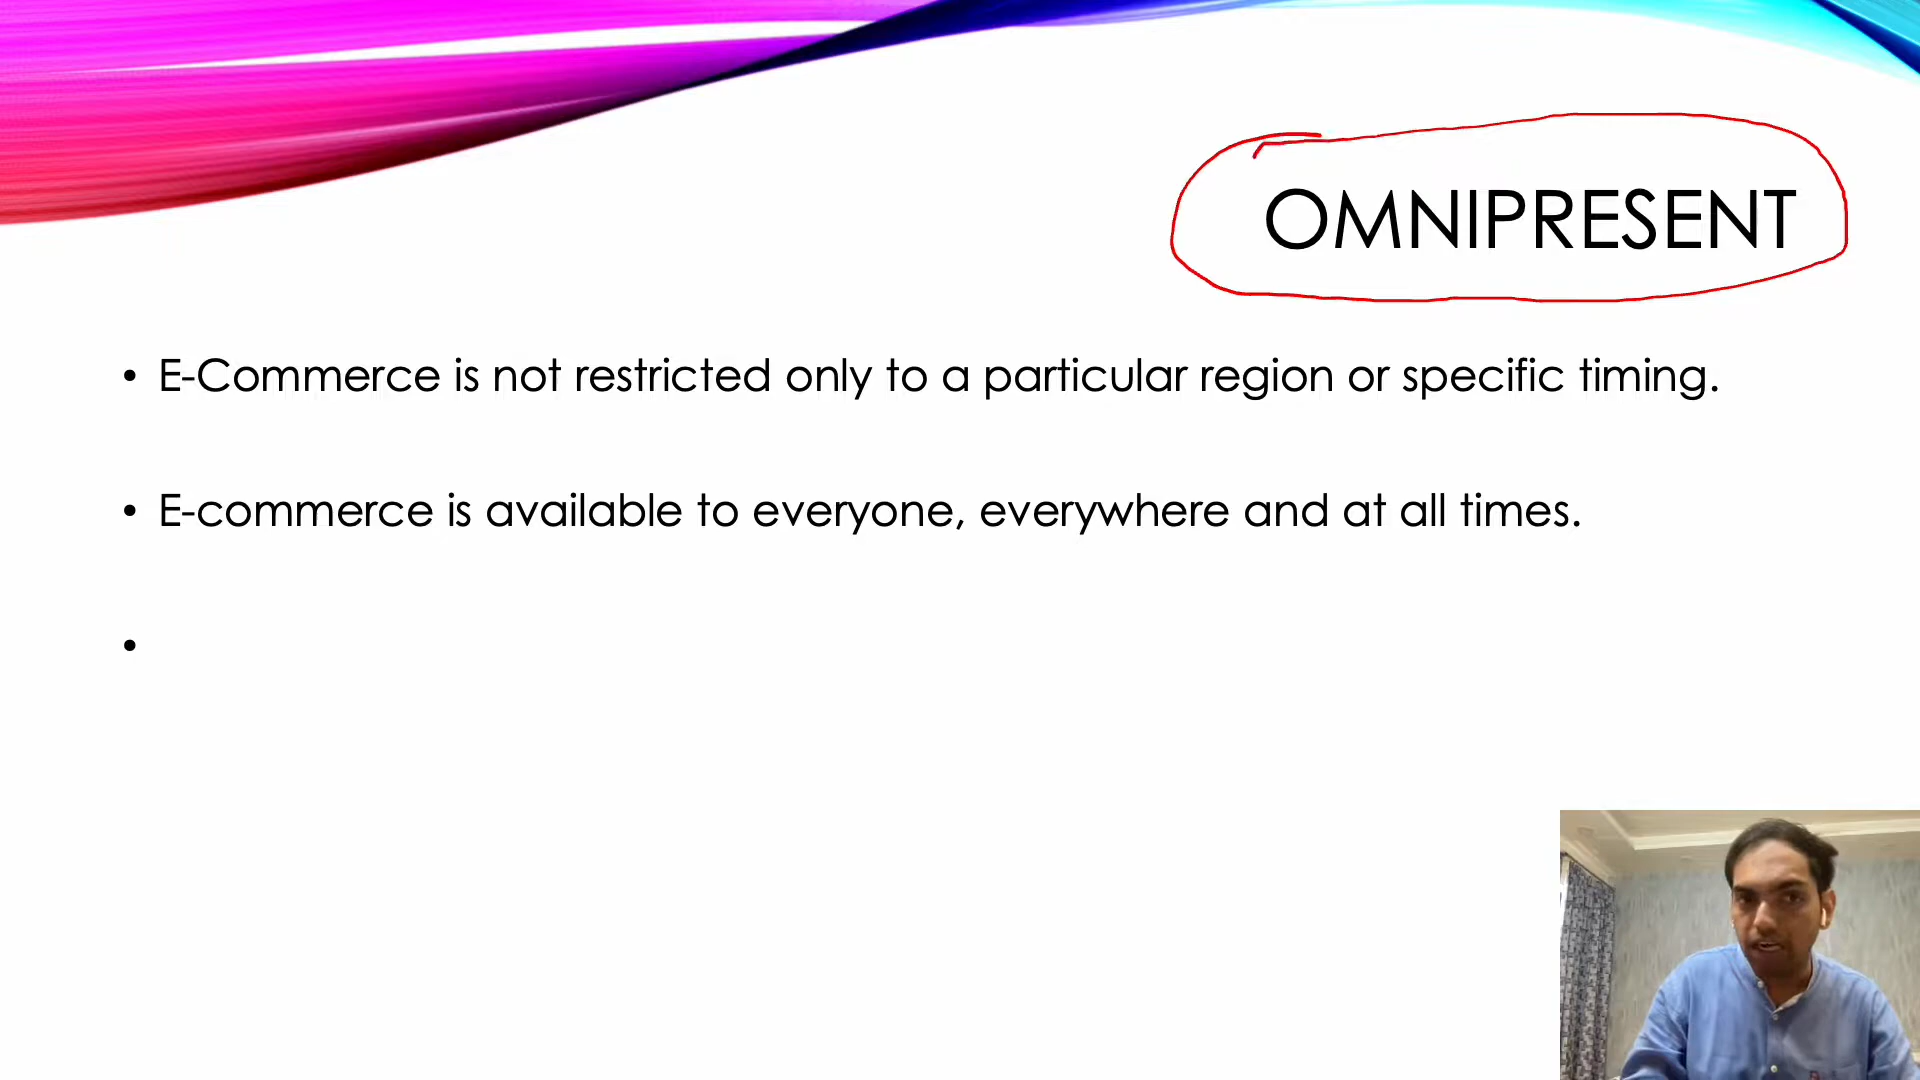 OMNIPRESENT
• E-Commerce is not restricted only to a particular region or specific timing.
• E-commerce is available to everyone, everywhere and at all times.
•